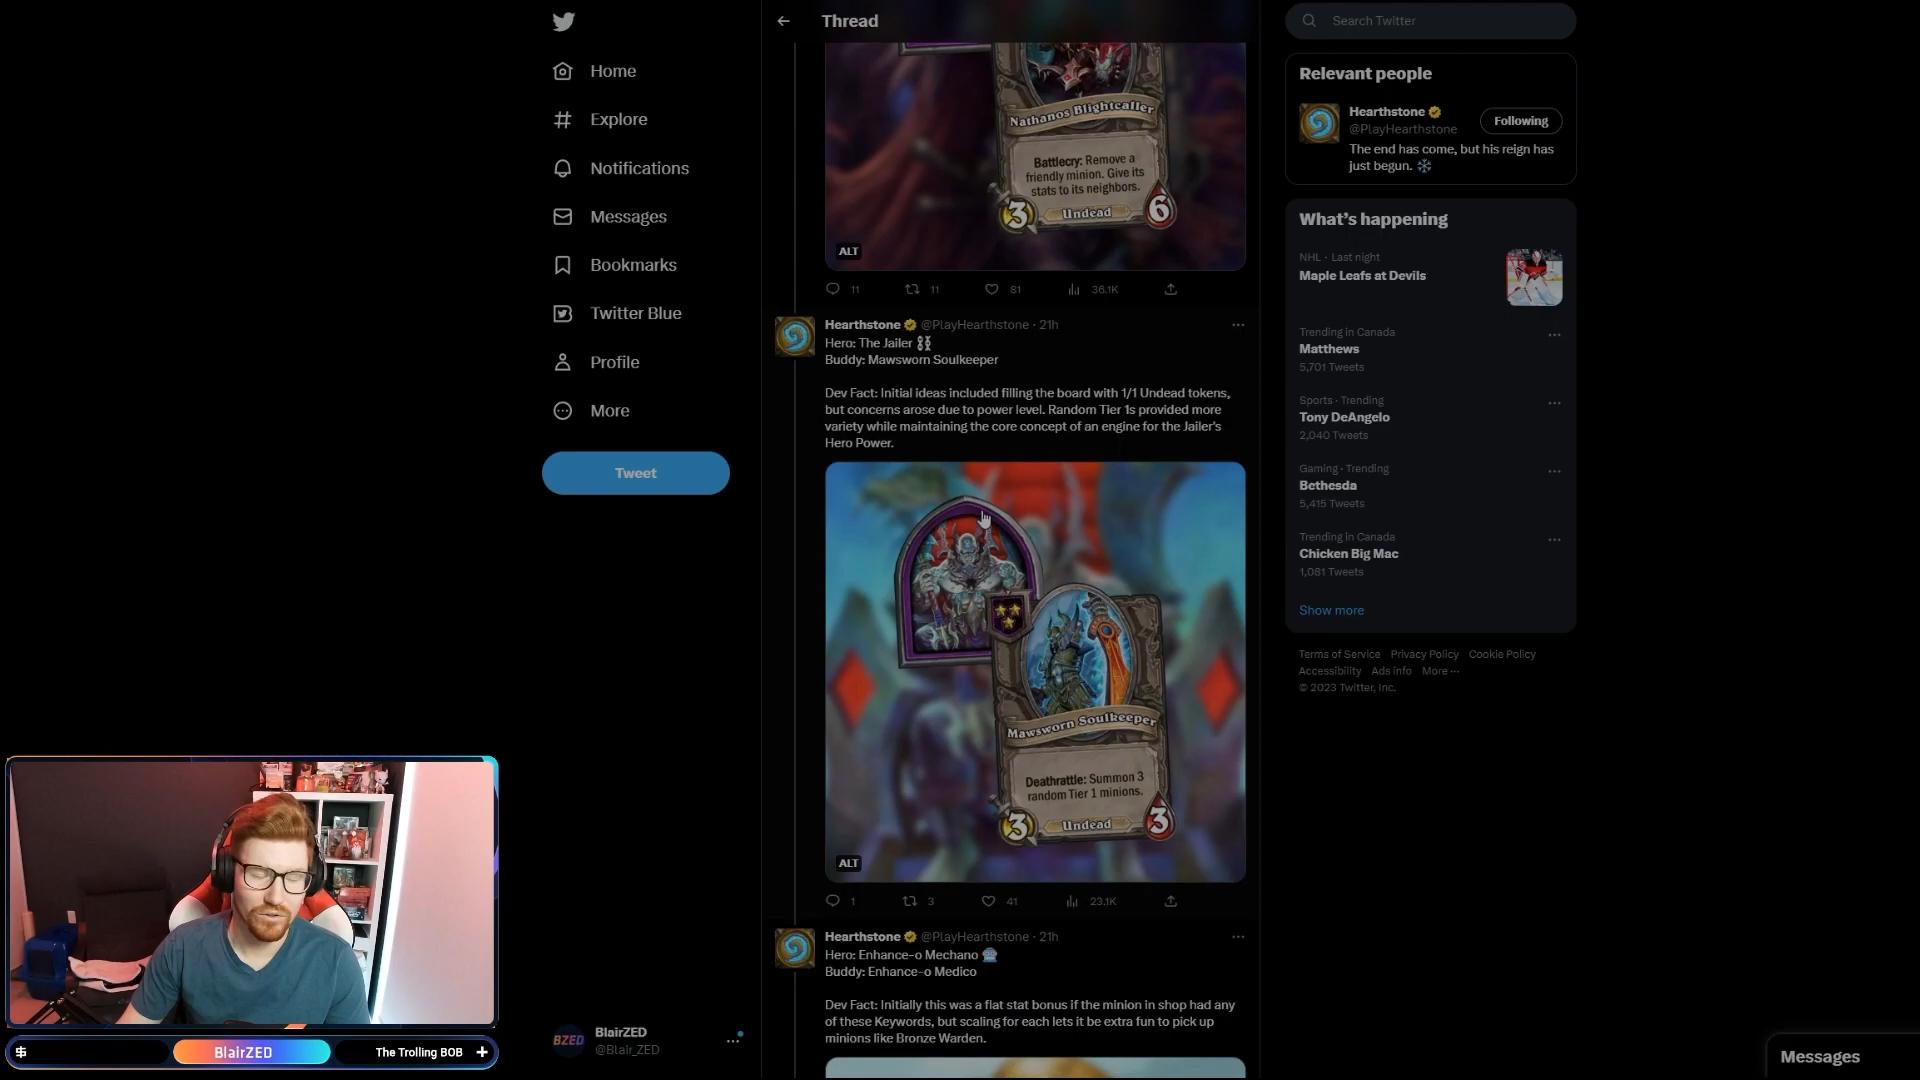 Home
Explore
Notifications
Messages
Bookmarks
Twitter Blue
Profile
More
Tweet
BZED
BlairZED
@Blair_ZED
BlairZED
The Trolling BOB
Thread
Nathanos Blightcaller
Battlecry: Remove a
friendly minion. Give its
stats to its neighbors.
3
Undead
6
ALT
11
11
81
36.1K
Hearthstone @PlayHearthstone · 21h
Hero: The Jailer
Buddy: Mawsworn Soulkeeper
Dev Fact: Initial ideas included filling the board with 1/1 Undead tokens,
but concerns arose due to power level. Random Tier 1s provided more
variety while maintaining the core concept of an engine for the Jailer's
Hero Power.
Mawsworn Soulkeeper
Deathrattle: Summon 3
random Tier 1 minions.
3
Undead
3
ALT
1
3
41
23.1K
Hearthstone @PlayHearthstone · 21h
Hero: Enhance-o Mechano
Buddy: Enhance-o Medico
Dev Fact: Initially this was a flat stat bonus if the minion in shop had any
of these Keywords, but scaling for each lets it be extra fun to pick up
minions like Bronze Warden.
Search Twitter
Relevant people
Hearthstone
@PlayHearthstone
Following
The end has come, but his reign has
just begun.
What's happening
NHL · Last night
Maple Leafs at Devils
Trending in Canada
Matthews
5,701 Tweets
Sports · Trending
Tony DeAngelo
2,040 Tweets
Gaming · Trending
Bethesda
5,415 Tweets
Trending in Canada
Chicken Big Mac
1,081 Tweets
Show more
Terms of Service Privacy Policy Cookie Policy
Accessibility Ads info More ···
© 2023 Twitter, Inc.
Messages